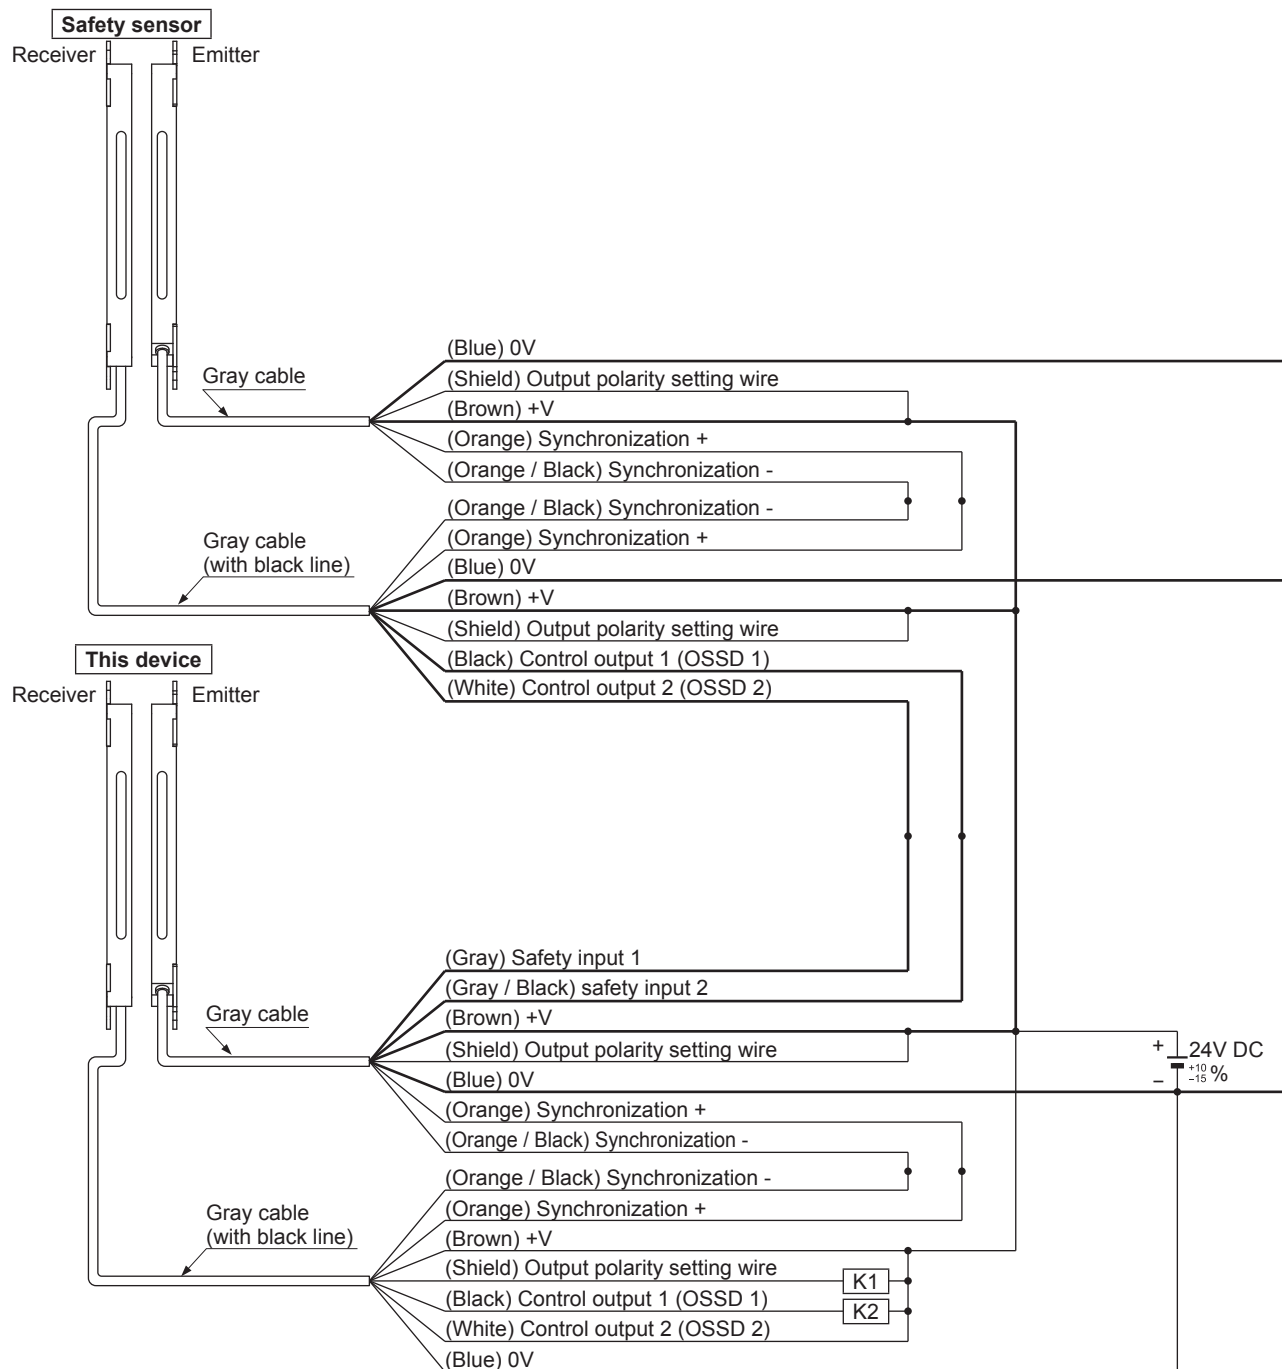 Safety sensor
Receiver
Emitter
(Blue) 0V
Gray cable
(Shield) Output polarity setting wire
(Brown) +V
(Orange) Synchronization +
(Orange / Black) Synchronization -
(Orange / Black) Synchronization -
(Orange) Synchronization +
Gray cable
(with black line)
(Blue) 0V
(Brown) +V
(Shield) Output polarity setting wire
(Black) Control output 1 (OSSD 1)
(White) Control output 2 (OSSD 2)
This device
Receiver
Emitter
(Gray) Safety input 1
(Gray / Black) safety input 2
Gray cable
(Brown) +V
(Shield) Output polarity setting wire
(Blue) 0V
+
24V DC
+10
-15 %
−
(Orange) Synchronization +
(Orange / Black) Synchronization -
(Orange / Black) Synchronization -
(Orange) Synchronization +
Gray cable
(with black line)
(Brown) +V
(Shield) Output polarity setting wire
K1
(Black) Control output 1 (OSSD 1)
K2
(White) Control output 2 (OSSD 2)
(Blue) 0V